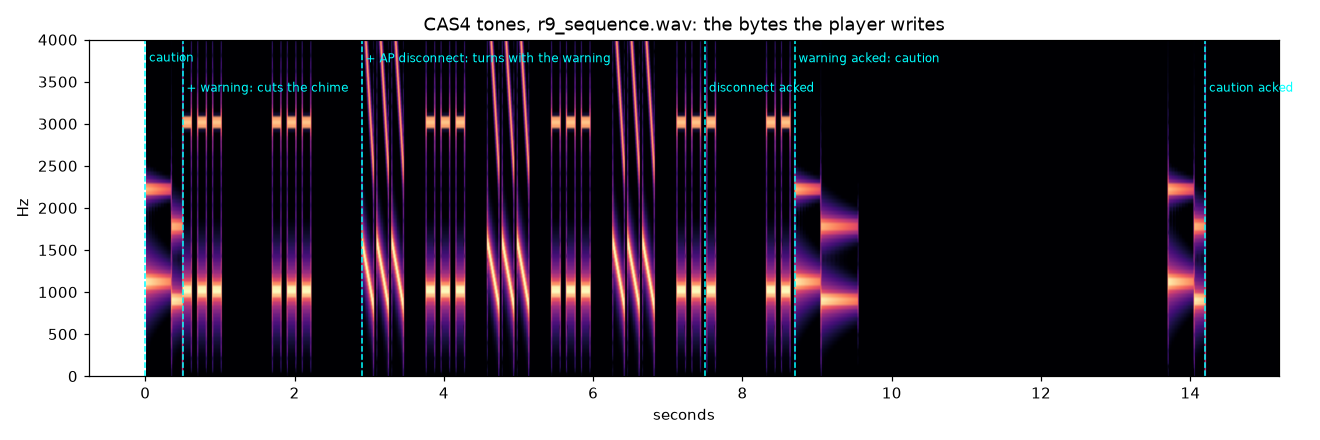 CAS4 tones, r9_sequence.wav: the bytes the player writes
4000
3500
3000
2500
2000
1500
1000
500
0
Hz
caution
+ warning: cuts the chime
+ AP disconnect: turns with the warning
disconnect acked
warning acked: caution
caution acked
0
2
4
6
8
10
12
14
seconds